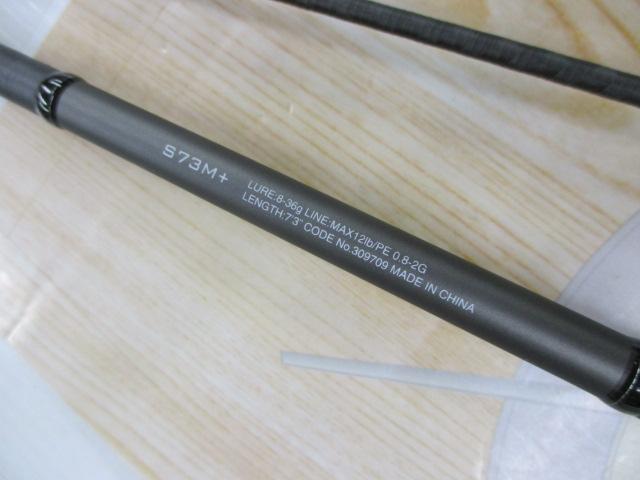 S73M+
LURE:8-36g LINE:MAX12lb/PE 0.8-2G
LENGTH:7'3" CODE No.309709 MADE IN CHINA